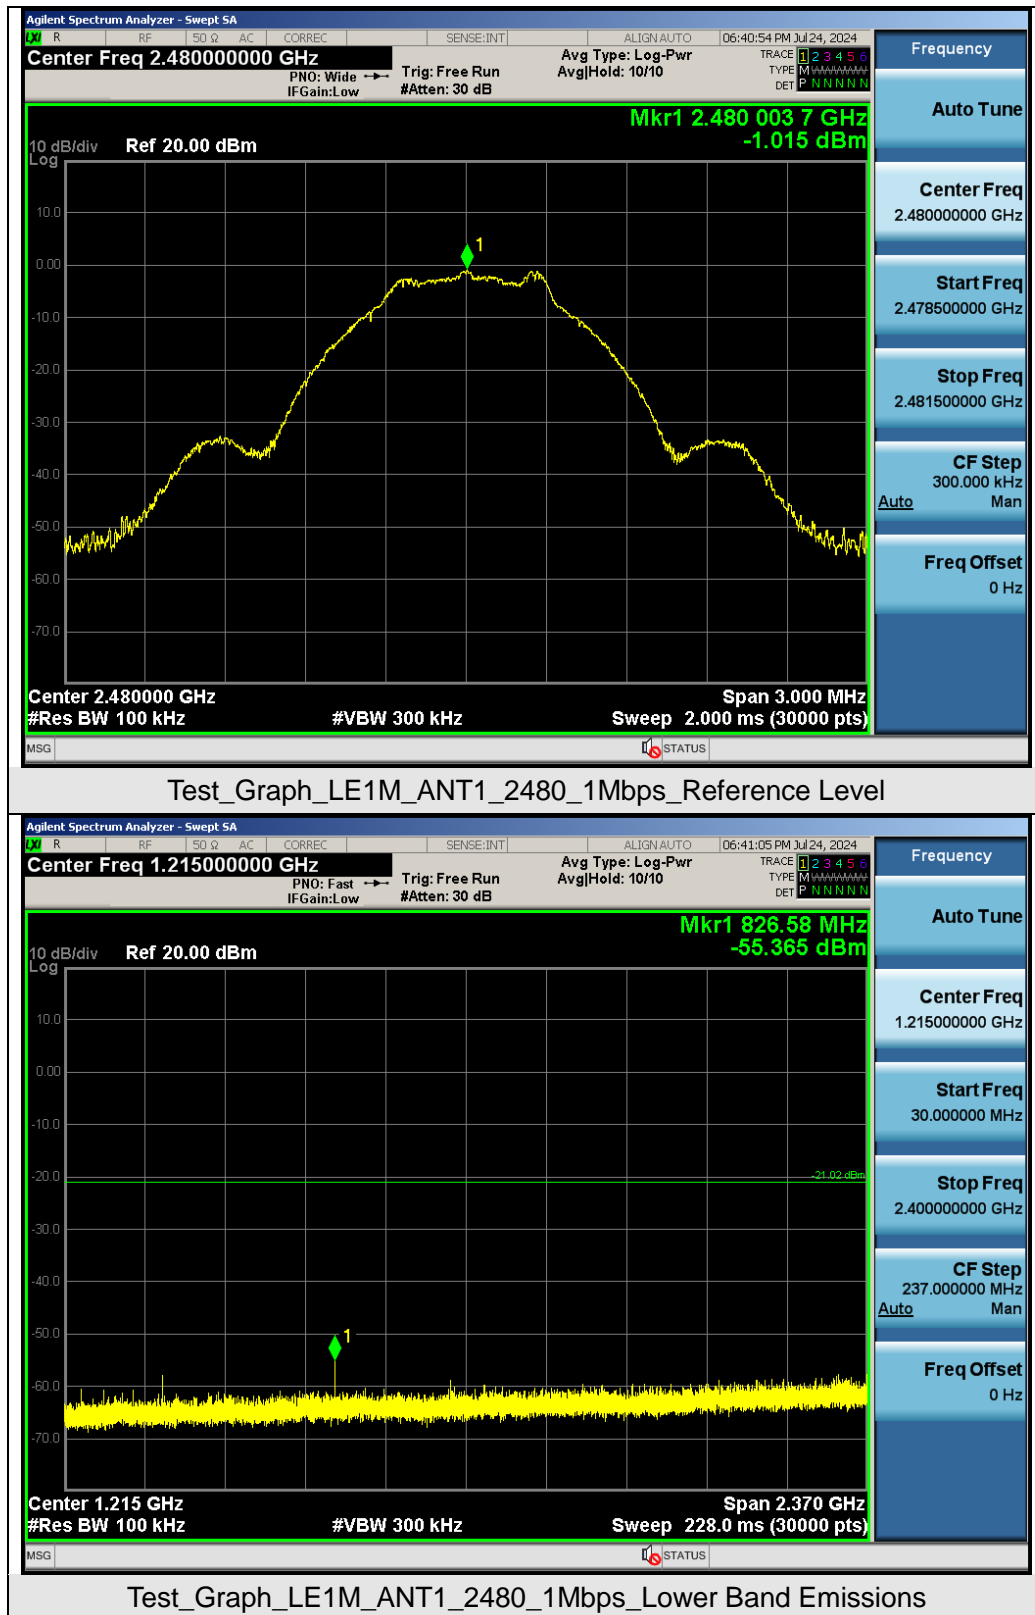 Agilent Spectrum Analyzer - Swept SA
LXI R RF 50 Ω AC CORREC SENSE:INT ALIGN AUTO 06:40:54 PM Jul 24, 2024
Center Freq 2.480000000 GHz
PNO: Wide
IFGain:Low
Trig: Free Run
#Atten: 30 dB
Avg Type: Log-Pwr
Avg|Hold: 10/10
TRACE 1 2 3 4 5 6
TYPE M WWWWW
DET P N N N N N
Frequency
Auto Tune
Center Freq
2.480000000 GHz
Start Freq
2.478500000 GHz
Stop Freq
2.481500000 GHz
CF Step
300.000 kHz
Auto Man
Freq Offset
0 Hz
Mkr1 2.480 003 7 GHz
-1.015 dBm
10 dB/div Ref 20.00 dBm
Log
10.0
0.00
-10.0
-20.0
-30.0
-40.0
-50.0
-60.0
-70.0
1
Center 2.480000 GHz Span 3.000 MHz
#Res BW 100 kHz #VBW 300 kHz Sweep 2.000 ms (30000 pts)
MSG STATUS
Test_Graph_LE1M_ANT1_2480_1Mbps_Reference Level
Agilent Spectrum Analyzer - Swept SA
LXI R RF 50 Ω AC CORREC SENSE:INT ALIGN AUTO 06:41:05 PM Jul 24, 2024
Center Freq 1.215000000 GHz
PNO: Fast
IFGain:Low
Trig: Free Run
#Atten: 30 dB
Avg Type: Log-Pwr
Avg|Hold: 10/10
TRACE 1 2 3 4 5 6
TYPE M WWWWW
DET P N N N N N
Frequency
Auto Tune
Center Freq
1.215000000 GHz
Start Freq
30.000000 MHz
Stop Freq
2.400000000 GHz
CF Step
237.000000 MHz
Auto Man
Freq Offset
0 Hz
Mkr1 826.58 MHz
-55.365 dBm
10 dB/div Ref 20.00 dBm
Log
10.0
0.00
-10.0
-20.0
-30.0
-40.0
-50.0
-60.0
-70.0
-21.02 dBm
1
Center 1.215 GHz Span 2.370 GHz
#Res BW 100 kHz #VBW 300 kHz Sweep 228.0 ms (30000 pts)
MSG STATUS
Test_Graph_LE1M_ANT1_2480_1Mbps_Lower Band Emissions